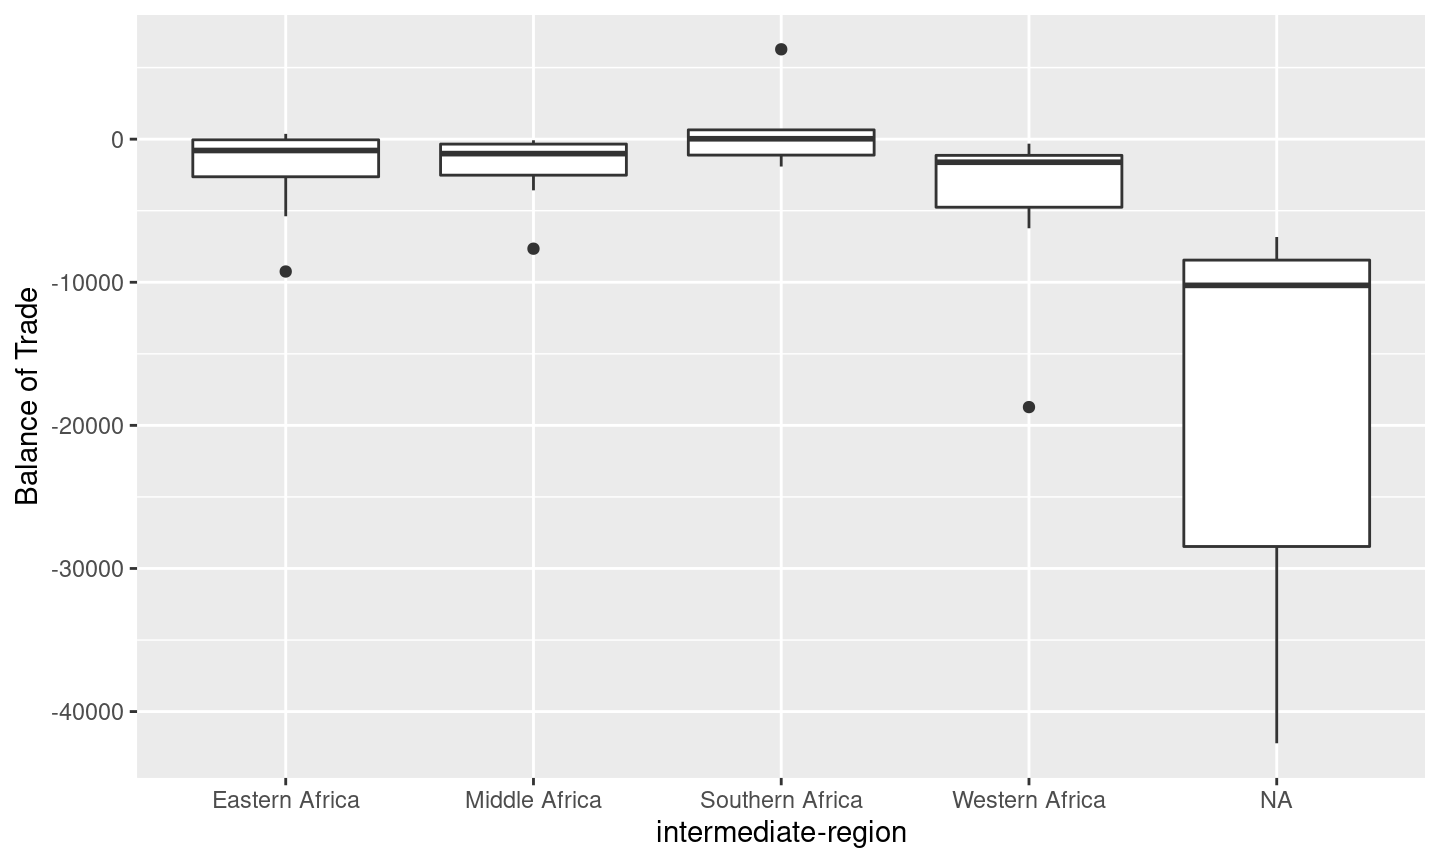 0
-10000
-20000
-30000
-40000
Balance of Trade
Eastern Africa
Middle Africa
Southern Africa
Western Africa
NA
intermediate-region